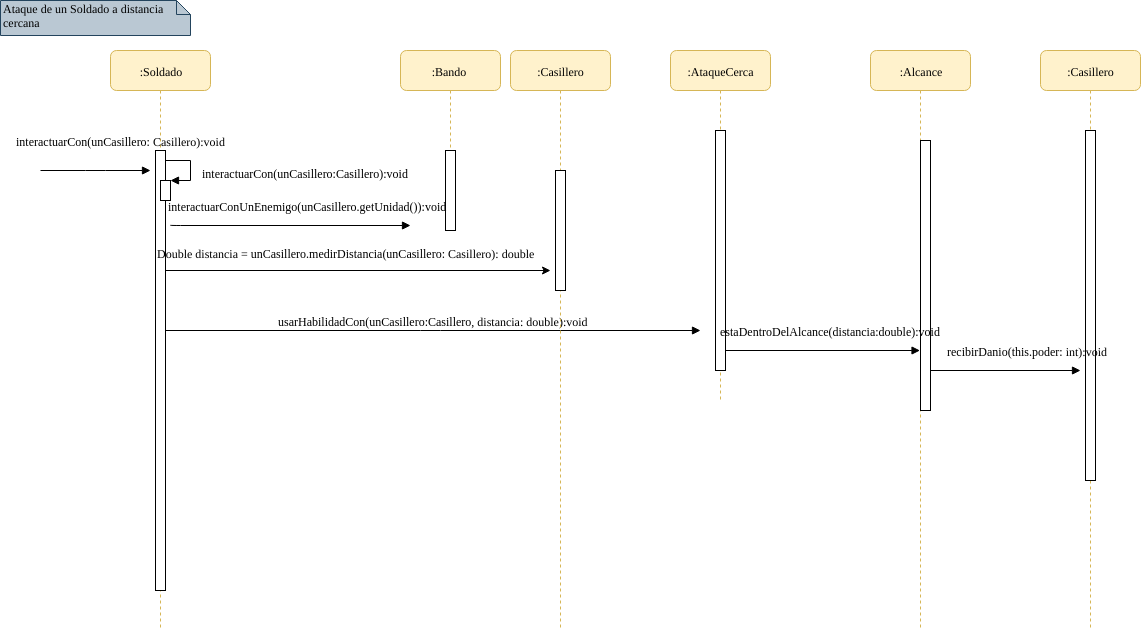 Ataque de un Soldado a distancia
cercana
:Soldado
:Bando
:Casillero
:AtaqueCerca
:Alcance
:Casillero
interactuarCon(unCasillero: Casillero):void
interactuarCon(unCasillero:Casillero):void
interactuarConUnEnemigo(unCasillero.getUnidad()):void
Double distancia = unCasillero.medirDistancia(unCasillero: Casillero): double
usarHabilidadCon(unCasillero:Casillero, distancia: double):void
estaDentroDelAlcance(distancia:double):void
recibirDanio(this.poder: int):void